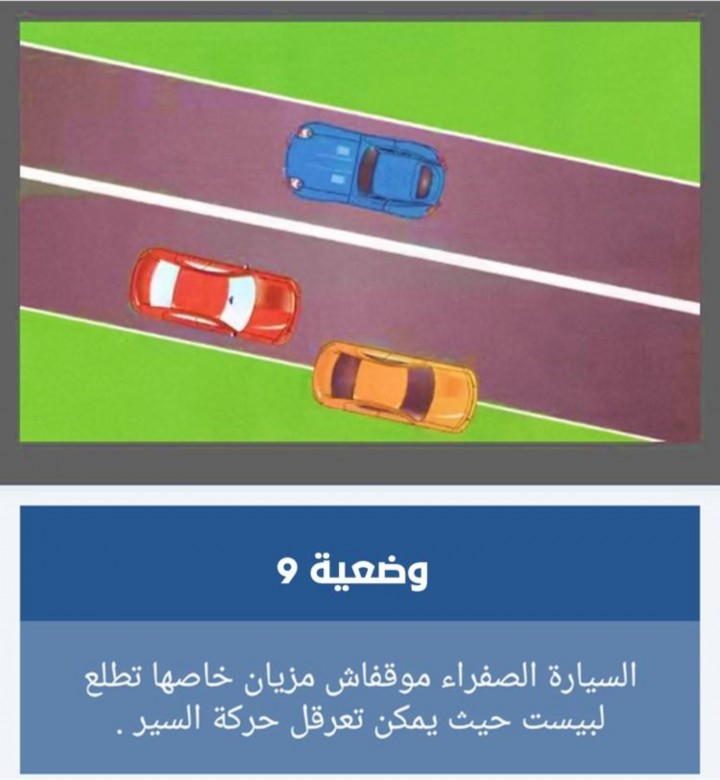 وضعية 9
السيارة الصفراء موقفاش مزيان خاصها تطلع
لبيست حيث يمكن تعرقل حركة السير .